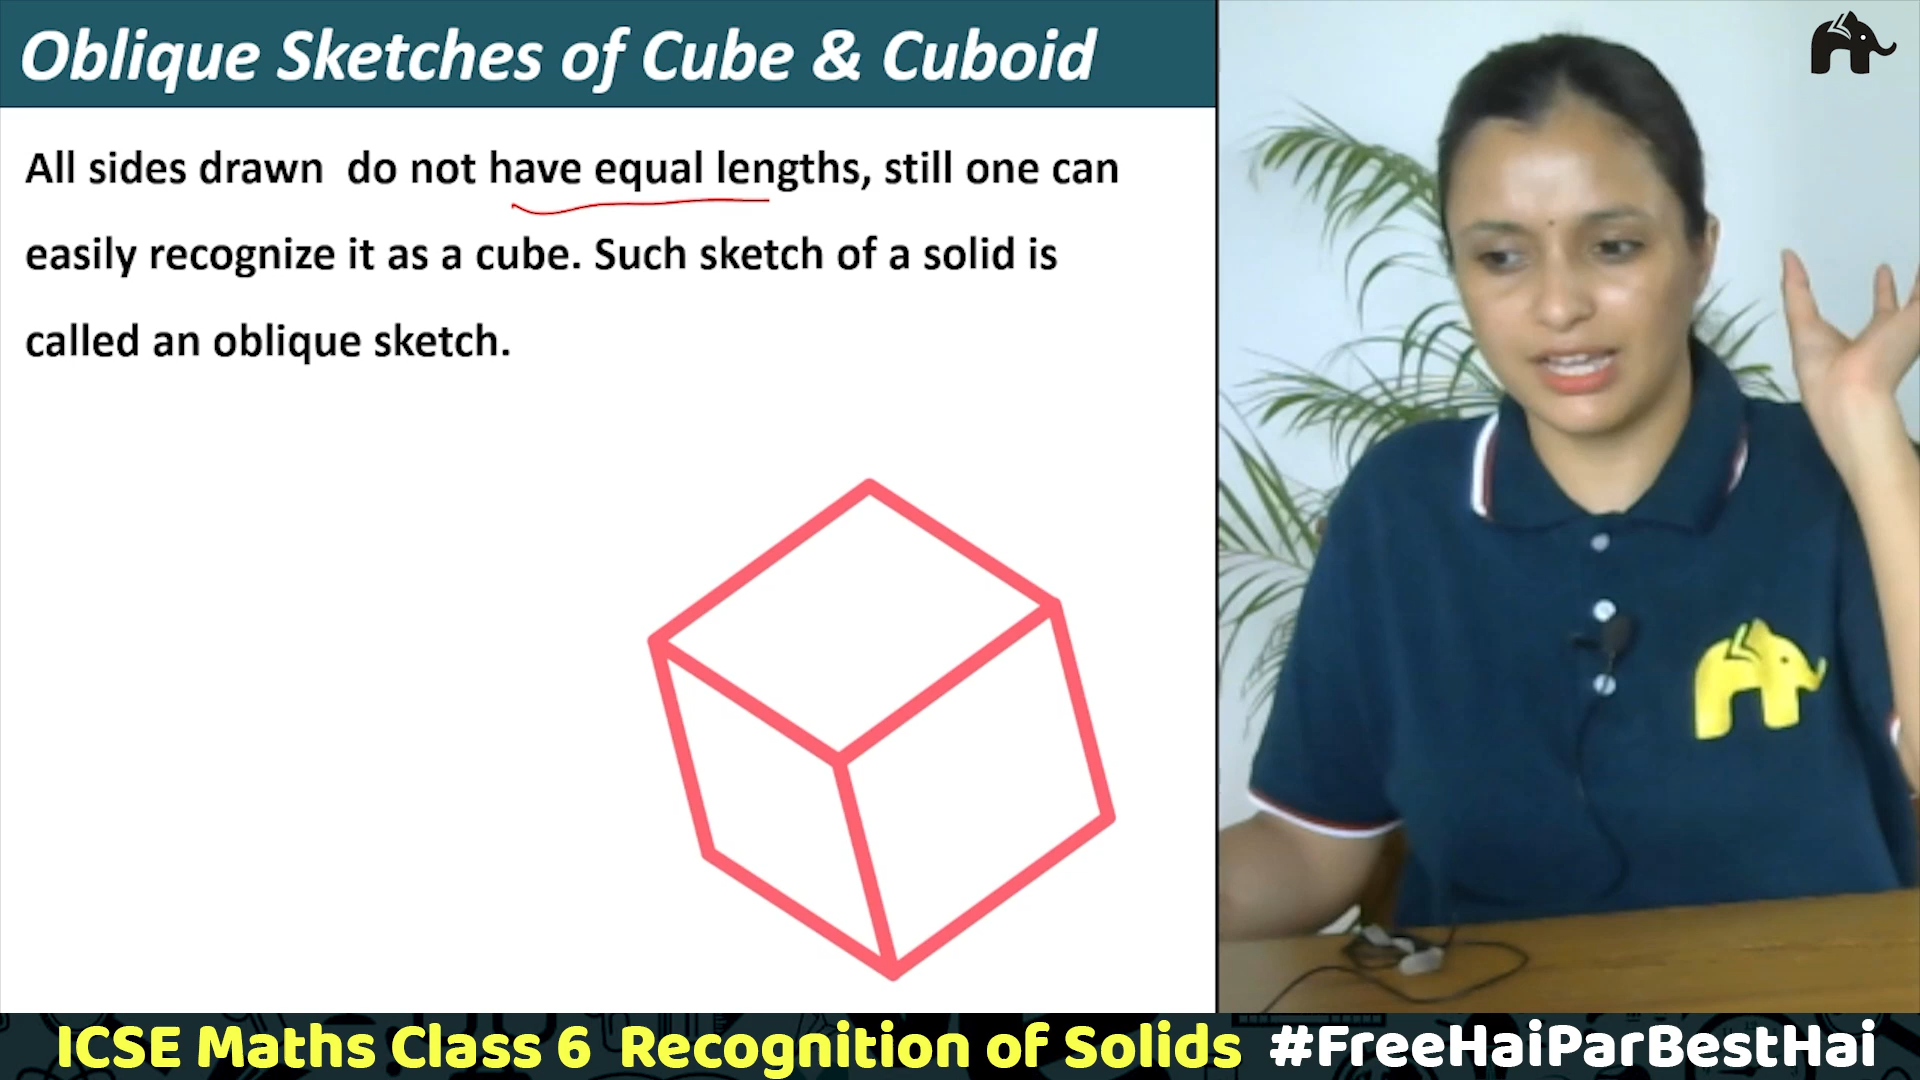 Oblique Sketches of Cube & Cuboid
All sides drawn do not have equal lengths, still one can
easily recognize it as a cube. Such sketch of a solid is
called an oblique sketch.
ICSE Maths Class 6 Recognition of Solids #FreeHaiParBestHai